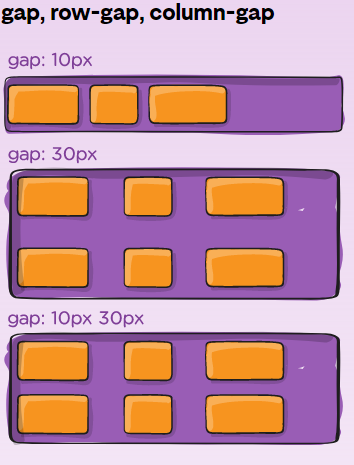 gap, row-gap, column-gap
gap: 10px
gap: 30px
gap: 10px 30px